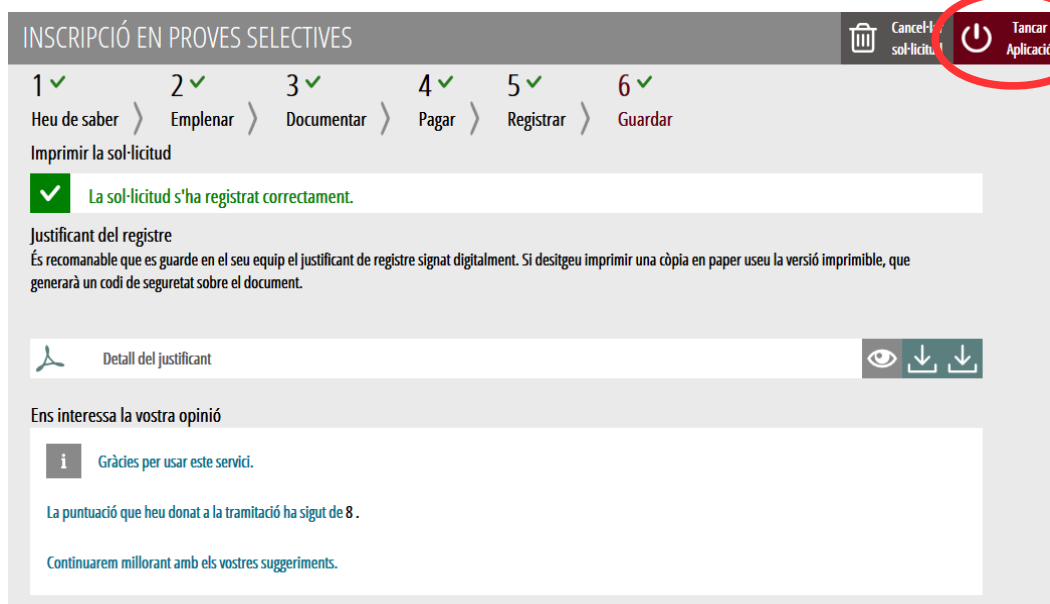 INSCRIPCIÓ EN PROVES SELECTIVES
Tancar
1 2 3 4 5 6
Heu de saber Emplenar Documentar Pagar Registrar Guardar
Imprimir la sol·licitud
La sol·licitud s'ha registrat correctament.
Justificant del registre
És recomanable que es guarde en el seu equip el justificant de registre signat digitalment. Si desitgeu imprimir una còpia en paper useu la versió imprimible, que
generarà un codi de seguretat sobre el document.
Detall del justificant
Ens interessa la vostra opinió
i Gràcies per usar este servici.
La puntuació que heu donat a la tramitació ha sigut de 8 .
Continuarem millorant amb els vostres suggeriments.